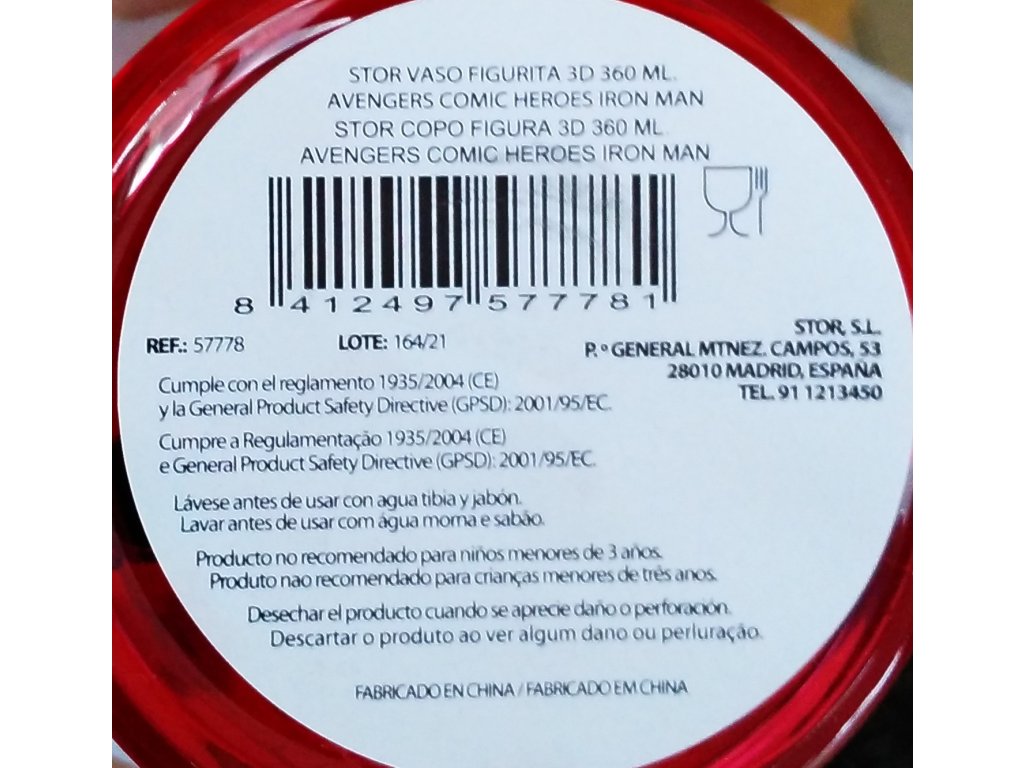 STOR VASO FIGURITA 3D 360 ML.
AVENGERS COMIC HEROES IRON MAN
STOR COPO FIGURA 3D 360 ML
AVENGERS COMIC HEROES IRON MAN
8 412497 577781
REF.: 57778 LOTE: 164/21
STOR, S.L.
P.º GENERAL MTNEZ. CAMPOS, 53
28010 MADRID, ESPAÑA
TEL. 91 1213450
Cumple con el reglamento 1935/2004 (CE)
y la General Product Safety Directive (GPSD): 2001/95/EC.
Cumpre a Regulamentação 1935/2004 (CE)
e General Product Safety Directive (GPSD): 2001/95/EC.
Lávese antes de usar con agua tibia y jabón.
Lavar antes de usar com água morna e sabão.
Producto no recomendado para niños menores de 3 años.
Produto nao recomendado para crianças menores de três anos.
Desechar el producto cuando se aprecie daño o perforación.
Descartar o produto ao ver algum dano ou perluração.
FABRICADO EN CHINA / FABRICADO EM CHINA